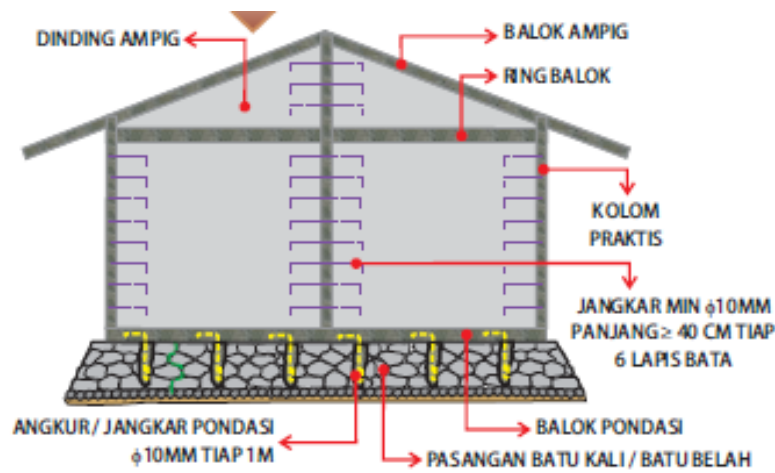 DINDING AMPIG
BALOK AMPIG
RING BALOK
KOLOM
PRAKTIS
JANGKAR MIN ϕ10MM
PANJANG ≥ 40 CM TIAP
6 LAPIS BATA
ANGKUR / JANGKAR PONDASI
ϕ10MM TIAP 1M
BALOK PONDASI
PASANGAN BATU KALI / BATU BELAH